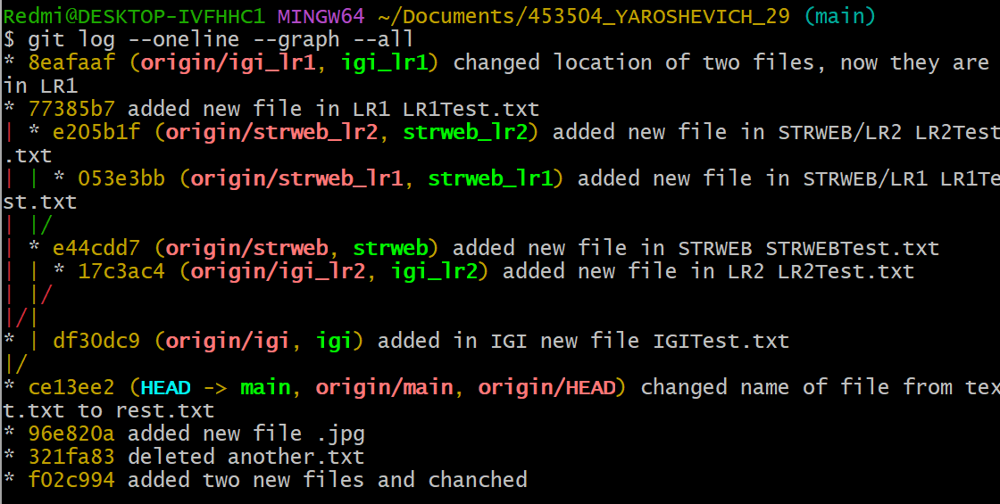 Redmi@DESKTOP-IVFHHC1 MINGW64 ~/Documents/453504_YAROSHEVICH_29 (main)
$ git log --oneline --graph --all
* 8eafaaf (origin/igi_lr1, igi_lr1) changed location of two files, now they are
in LR1
* 77385b7 added new file in LR1 LR1Test.txt
| * e205b1f (origin/strweb_lr2, strweb_lr2) added new file in STRWEB/LR2 LR2Test
.txt
| | * 053e3bb (origin/strweb_lr1, strweb_lr1) added new file in STRWEB/LR1 LR1Te
st.txt
| |/
| * e44cdd7 (origin/strweb, strweb) added new file in STRWEB STRWEBTest.txt
| | * 17c3ac4 (origin/igi_lr2, igi_lr2) added new file in LR2 LR2Test.txt
| |/
|/|
* | df30dc9 (origin/igi, igi) added in IGI new file IGITest.txt
|/
* ce13ee2 (HEAD -> main, origin/main, origin/HEAD) changed name of file from tex
t.txt to rest.txt
* 96e820a added new file .jpg
* 321fa83 deleted another.txt
* f02c994 added two new files and chanched